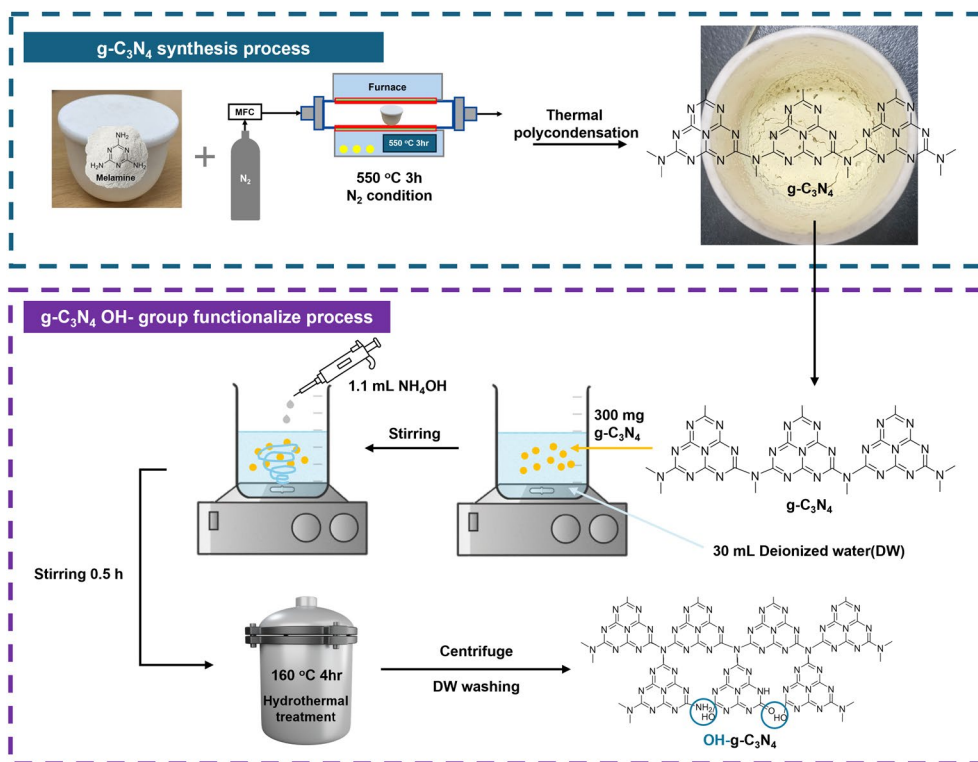 g-C₃N₄ synthesis process
NH₂
H₂N
NH₂
Melamine
+
MFC
N₂
Furnace
550 °C 3hr
550 °C 3h
N₂ condition
Thermal
polycondensation
g-C₃N₄
g-C₃N₄ OH- group functionalize process
1.1 mL NH₄OH
Stirring
300 mg
g-C₃N₄
g-C₃N₄
30 mL Deionized water(DW)
Stirring 0.5 h
160 °C 4hr
Hydrothermal
treatment
Centrifuge
DW washing
NH₂
HO
NH
O
HO
OH-g-C₃N₄